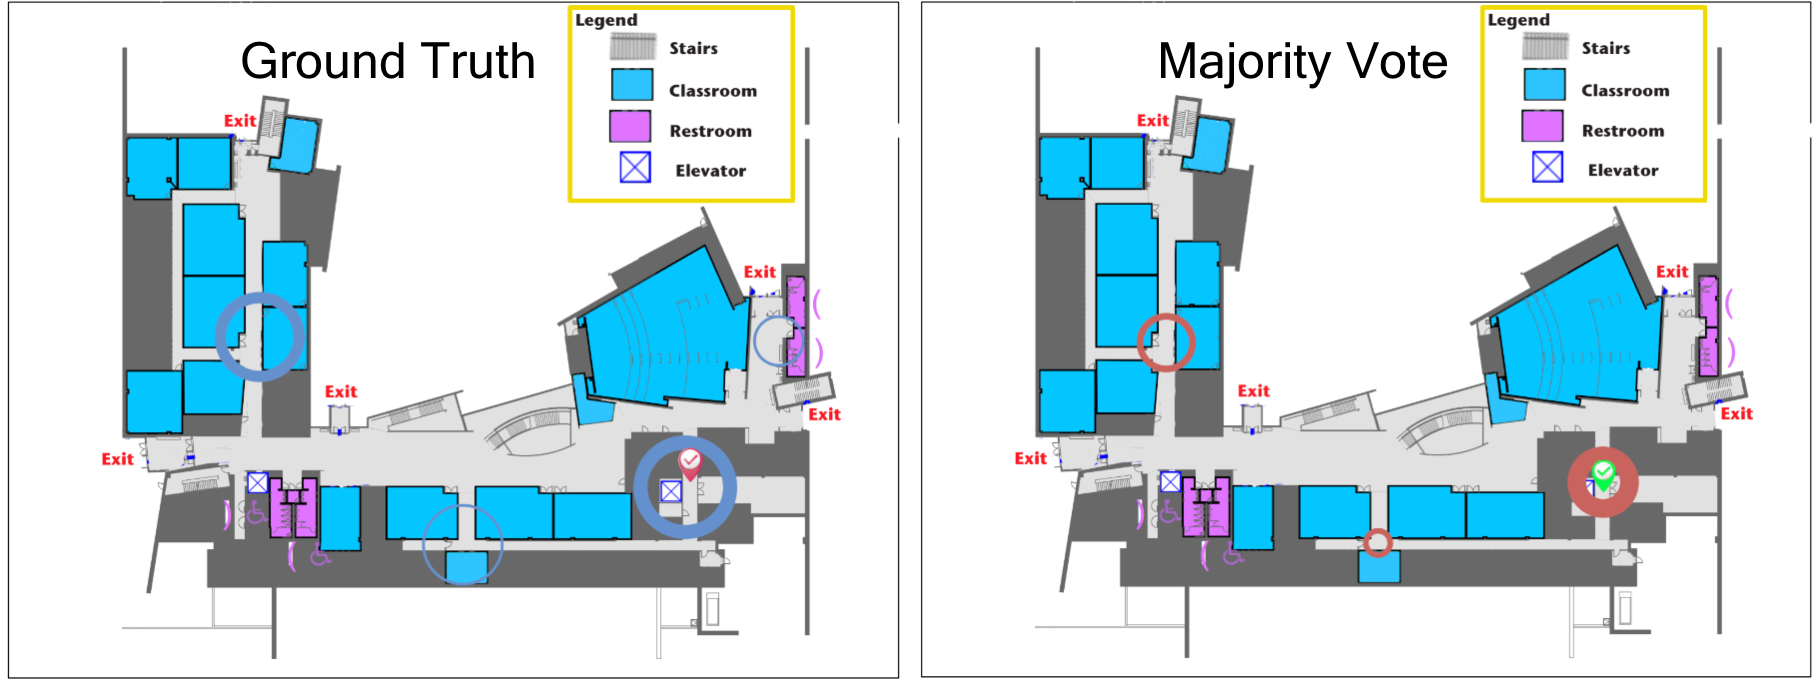 Ground Truth
Legend
Stairs
Classroom
Restroom
Elevator
Exit
Exit
Exit
Exit
Exit
Majority Vote
Legend
Stairs
Classroom
Restroom
Elevator
Exit
Exit
Exit
Exit
Exit